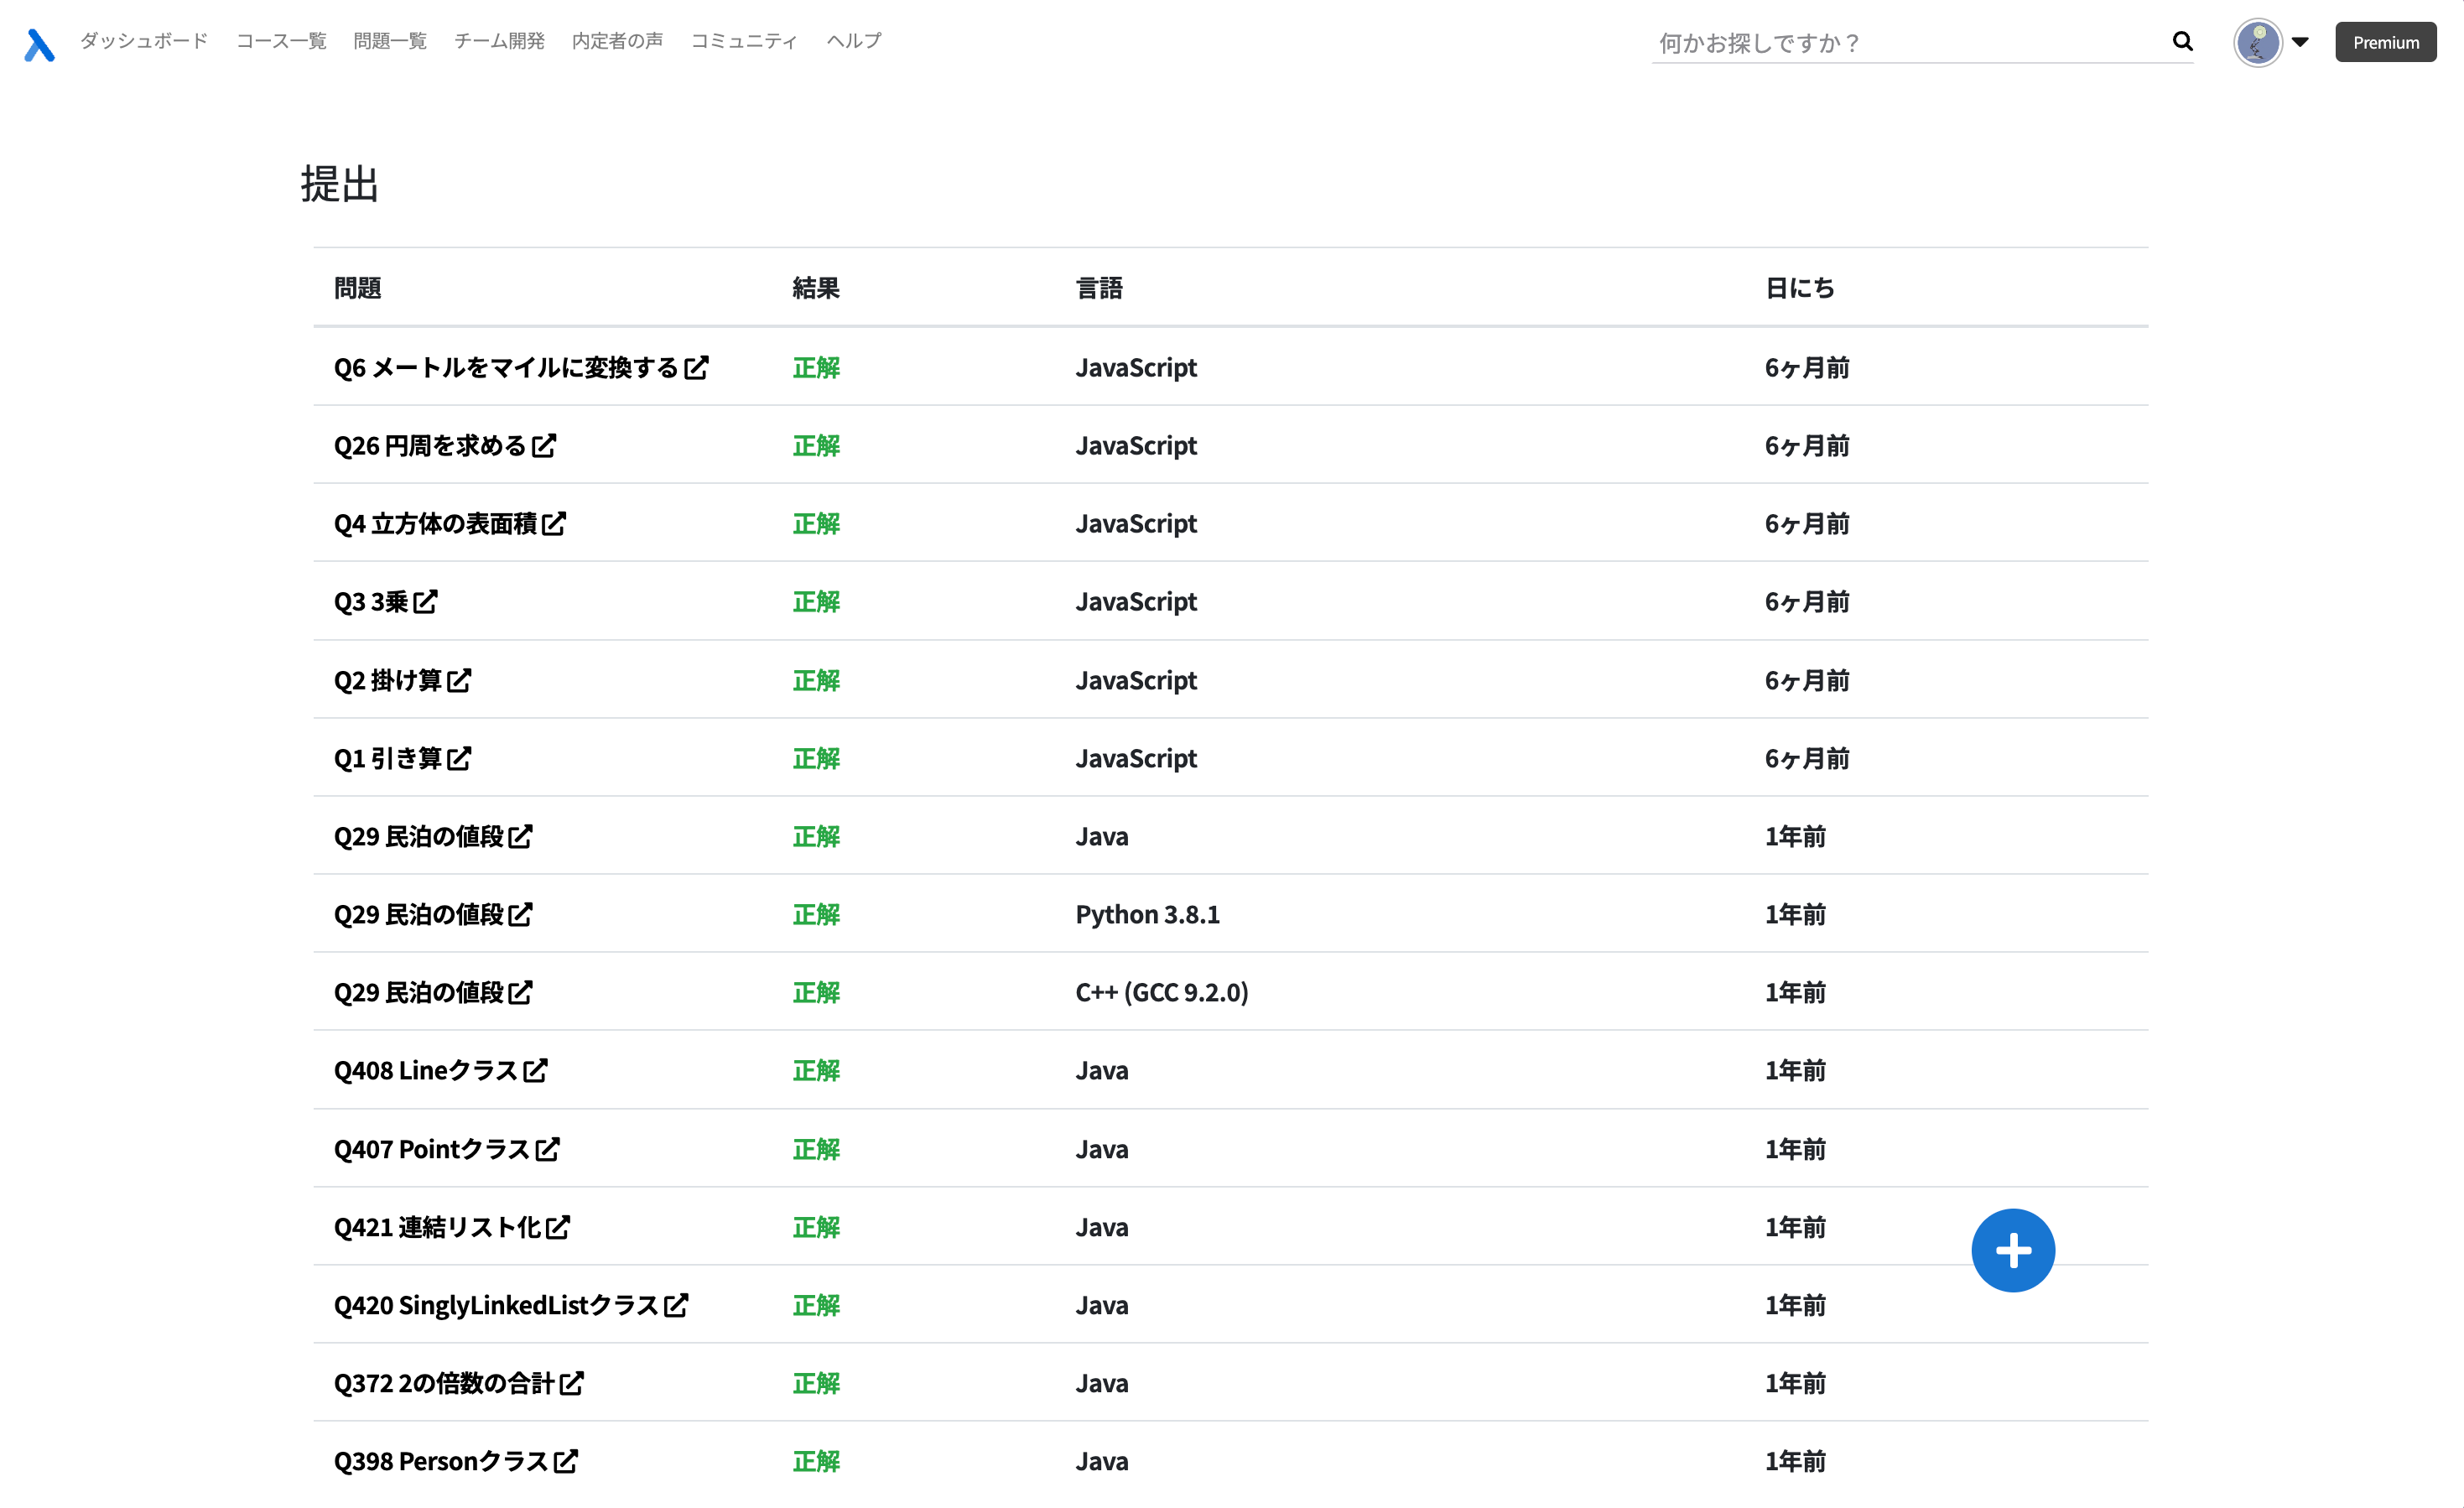 ダッシュボード コース一覧 問題一覧 チーム開発 内定者の声 コミュニティ ヘルプ 何かお探しですか？ Premium
提出
問題 結果 言語 日にち
Q6 メートルをマイルに変換する 正解 JavaScript 6ヶ月前
Q26 円周を求める 正解 JavaScript 6ヶ月前
Q4 立方体の表面積 正解 JavaScript 6ヶ月前
Q3 3乗 正解 JavaScript 6ヶ月前
Q2 掛け算 正解 JavaScript 6ヶ月前
Q1 引き算 正解 JavaScript 6ヶ月前
Q29 民泊の値段 正解 Java 1年前
Q29 民泊の値段 正解 Python 3.8.1 1年前
Q29 民泊の値段 正解 C++ (GCC 9.2.0) 1年前
Q408 Lineクラス 正解 Java 1年前
Q407 Pointクラス 正解 Java 1年前
Q421 連結リスト化 正解 Java 1年前
Q420 SinglyLinkedListクラス 正解 Java 1年前
Q372 2の倍数の合計 正解 Java 1年前
Q398 Personクラス 正解 Java 1年前